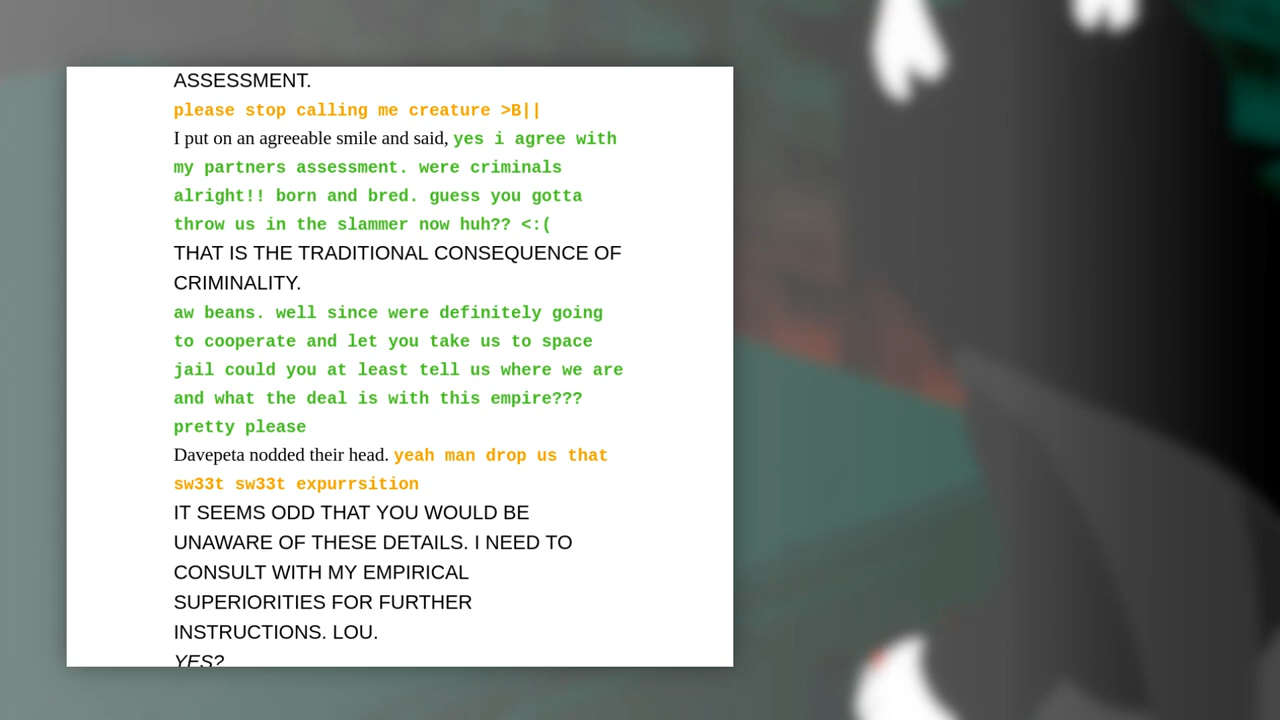 ASSESSMENT.
please stop calling me creature >B||
I put on an agreeable smile and said, yes i agree with
my partners assessment. were criminals
alright!! born and bred. guess you gotta
throw us in the slammer now huh?? <:(
THAT IS THE TRADITIONAL CONSEQUENCE OF
CRIMINALITY.
aw beans. well since were definitely going
to cooperate and let you take us to space
jail could you at least tell us where we are
and what the deal is with this empire???
pretty please
Davepeta nodded their head. yeah man drop us that
sw33t sw33t expurrsition
IT SEEMS ODD THAT YOU WOULD BE
UNAWARE OF THESE DETAILS. I NEED TO
CONSULT WITH MY EMPIRICAL
SUPERIORITIES FOR FURTHER
INSTRUCTIONS. LOU.
YES?